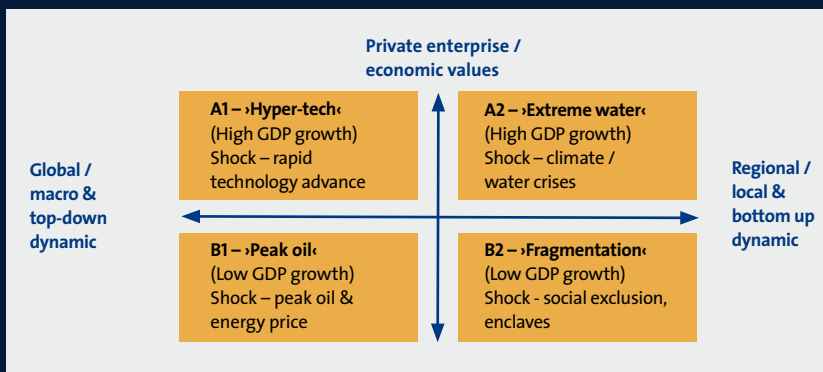 Private enterprise /
economic values
A1 – ›Hyper-tech‹
(High GDP growth)
Shock – rapid
technology advance
A2 – ›Extreme water‹
(High GDP growth)
Shock – climate /
water crises
Global /
macro &
top-down
dynamic
Regional /
local &
bottom up
dynamic
B1 – ›Peak oil‹
(Low GDP growth)
Shock – peak oil &
energy price
B2 – ›Fragmentation‹
(Low GDP growth)
Shock - social exclusion,
enclaves